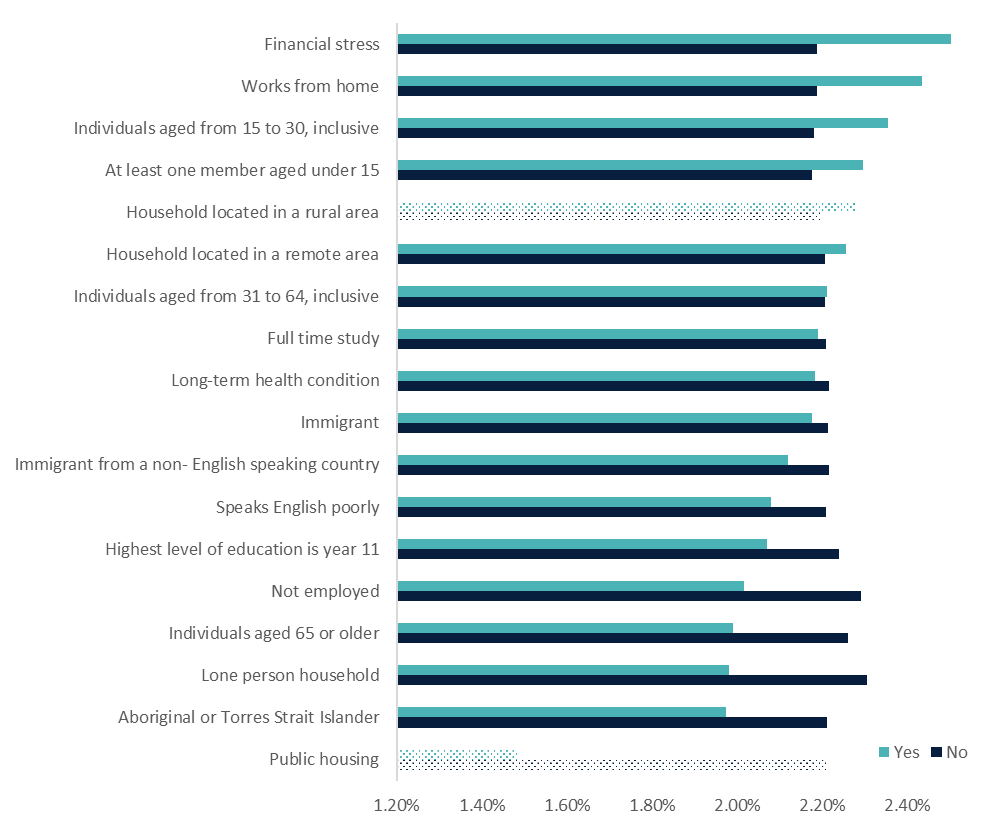 Financial stress
Works from home
Individuals aged from 15 to 30, inclusive
At least one member aged under 15
Household located in a rural area
Household located in a remote area
Individuals aged from 31 to 64, inclusive
Full time study
Long-term health condition
Immigrant
Immigrant from a non- English speaking country
Speaks English poorly
Highest level of education is year 11
Not employed
Individuals aged 65 or older
Lone person household
Aboriginal or Torres Strait Islander
Public housing
Yes No
1.20% 1.40% 1.60% 1.80% 2.00% 2.20% 2.40%